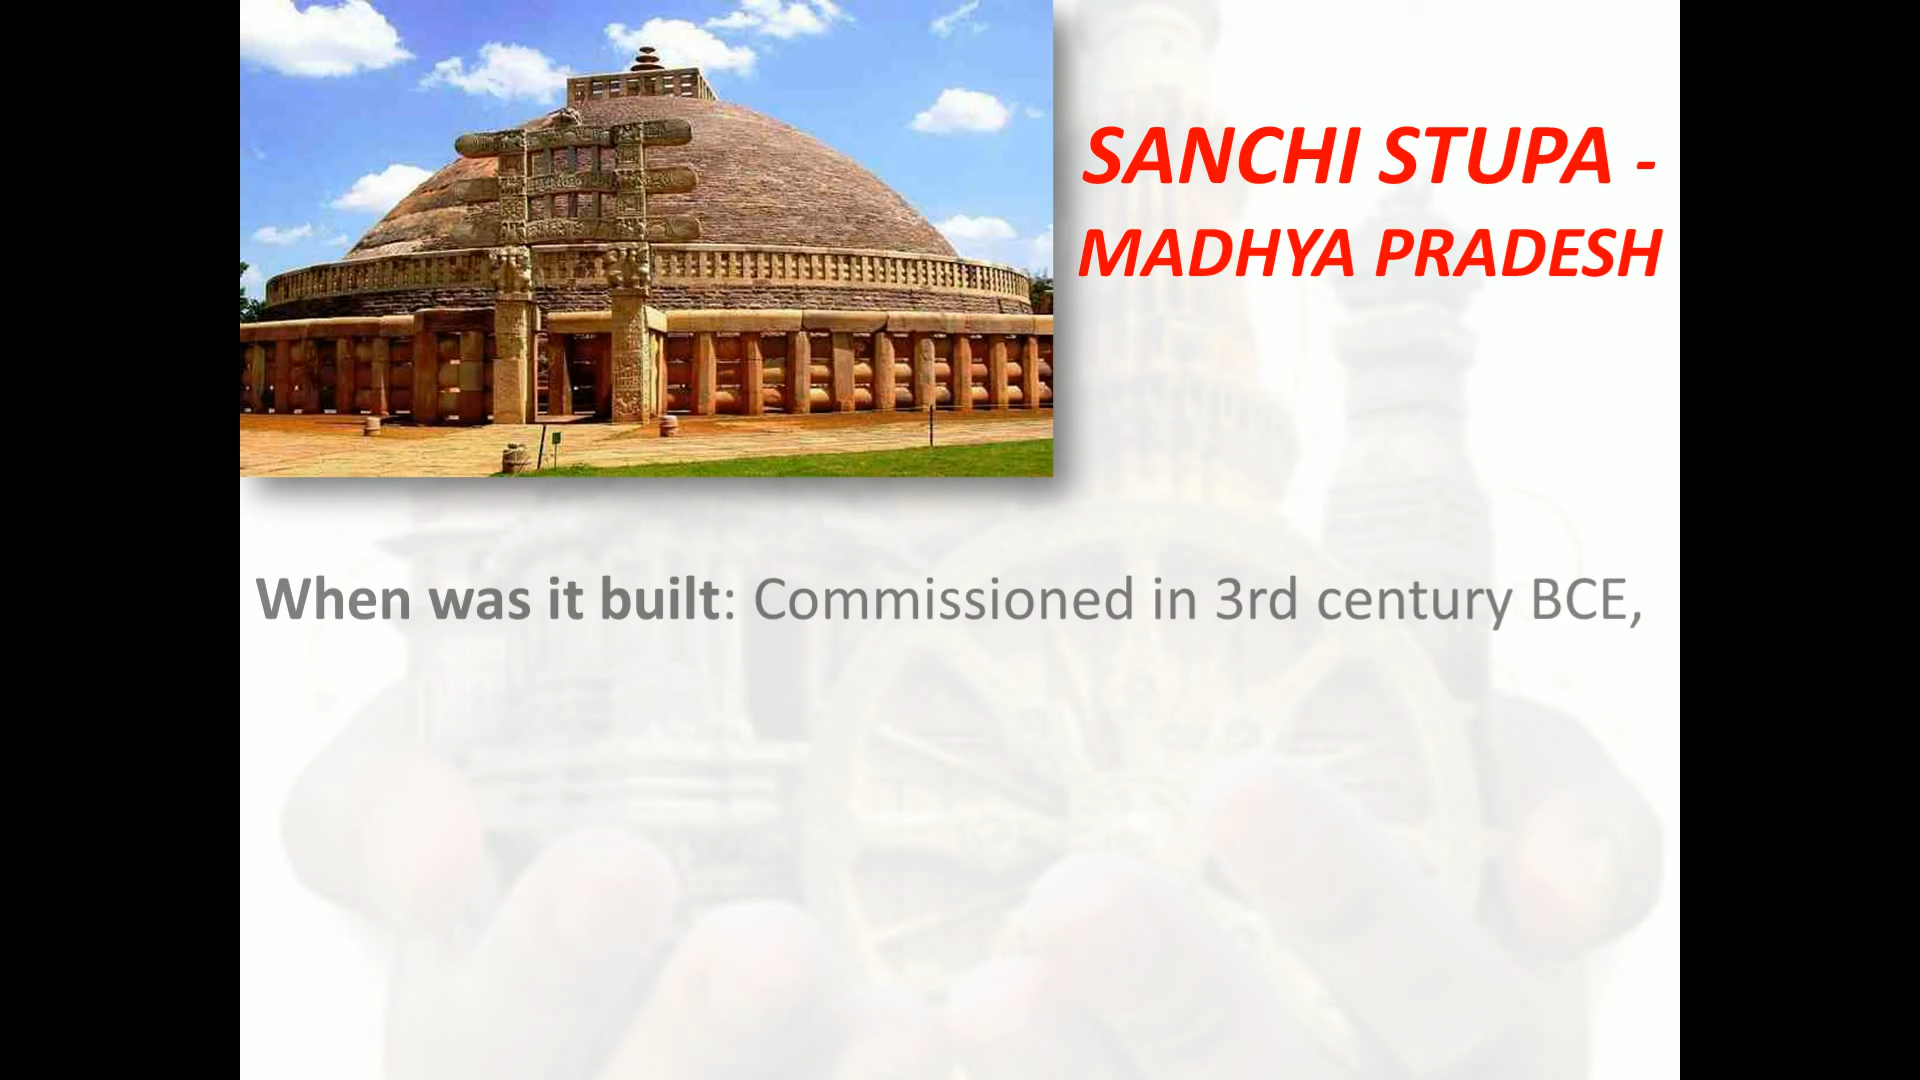 SANCHI STUPA -
MADHYA PRADESH
When was it built: Commissioned in 3rd century BCE,